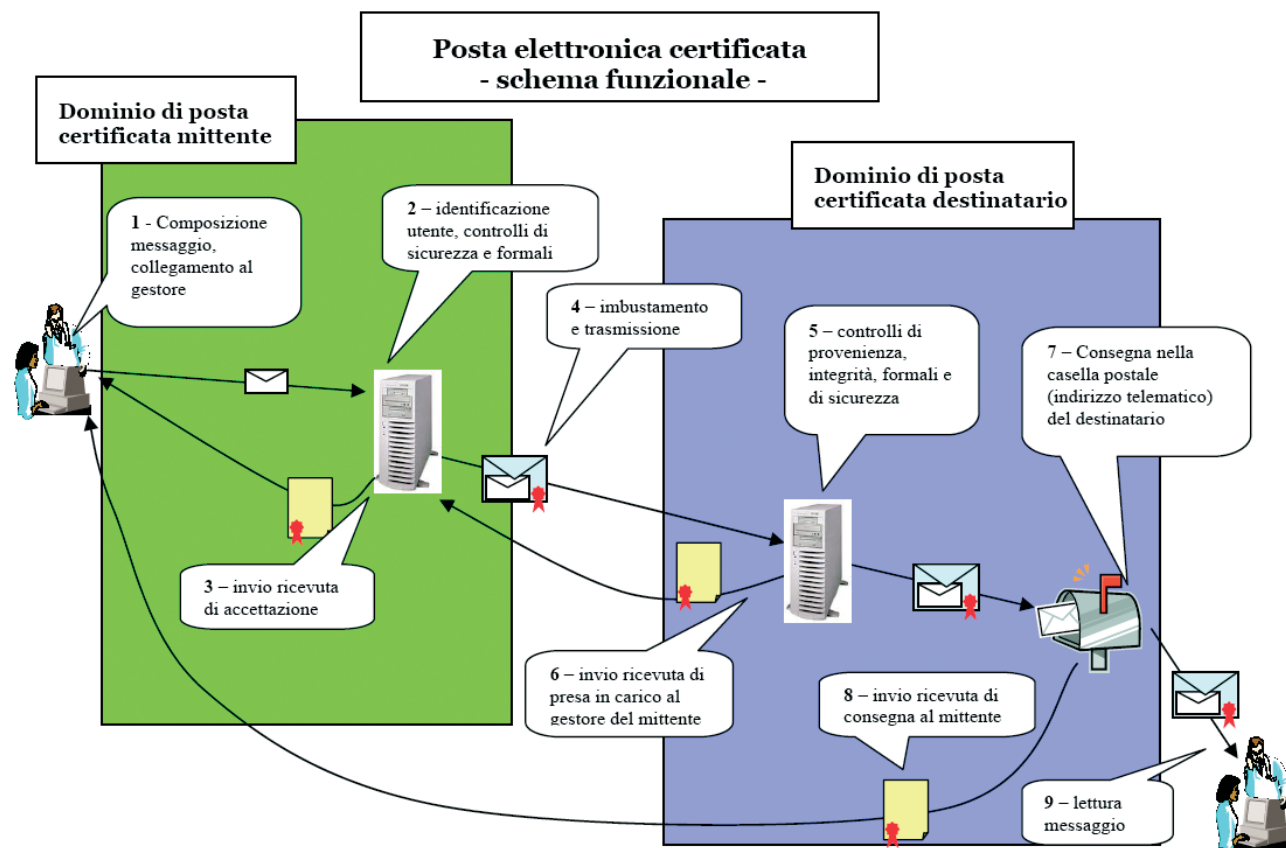 Posta elettronica certificata
- schema funzionale -
Dominio di posta
certificata mittente
Dominio di posta
certificata destinatario
1 - Composizione
messaggio,
collegamento al
gestore
2 – identificazione
utente, controlli di
sicurezza e formali
3 – invio ricevuta
di accettazione
4 – imbustamento
e trasmissione
5 – controlli di
provenienza,
integrità, formali e
di sicurezza
6 – invio ricevuta di
presa in carico al
gestore del mittente
7 – Consegna nella
casella postale
(indirizzo telematico)
del destinatario
8 – invio ricevuta di
consegna al mittente
9 – lettura
messaggio